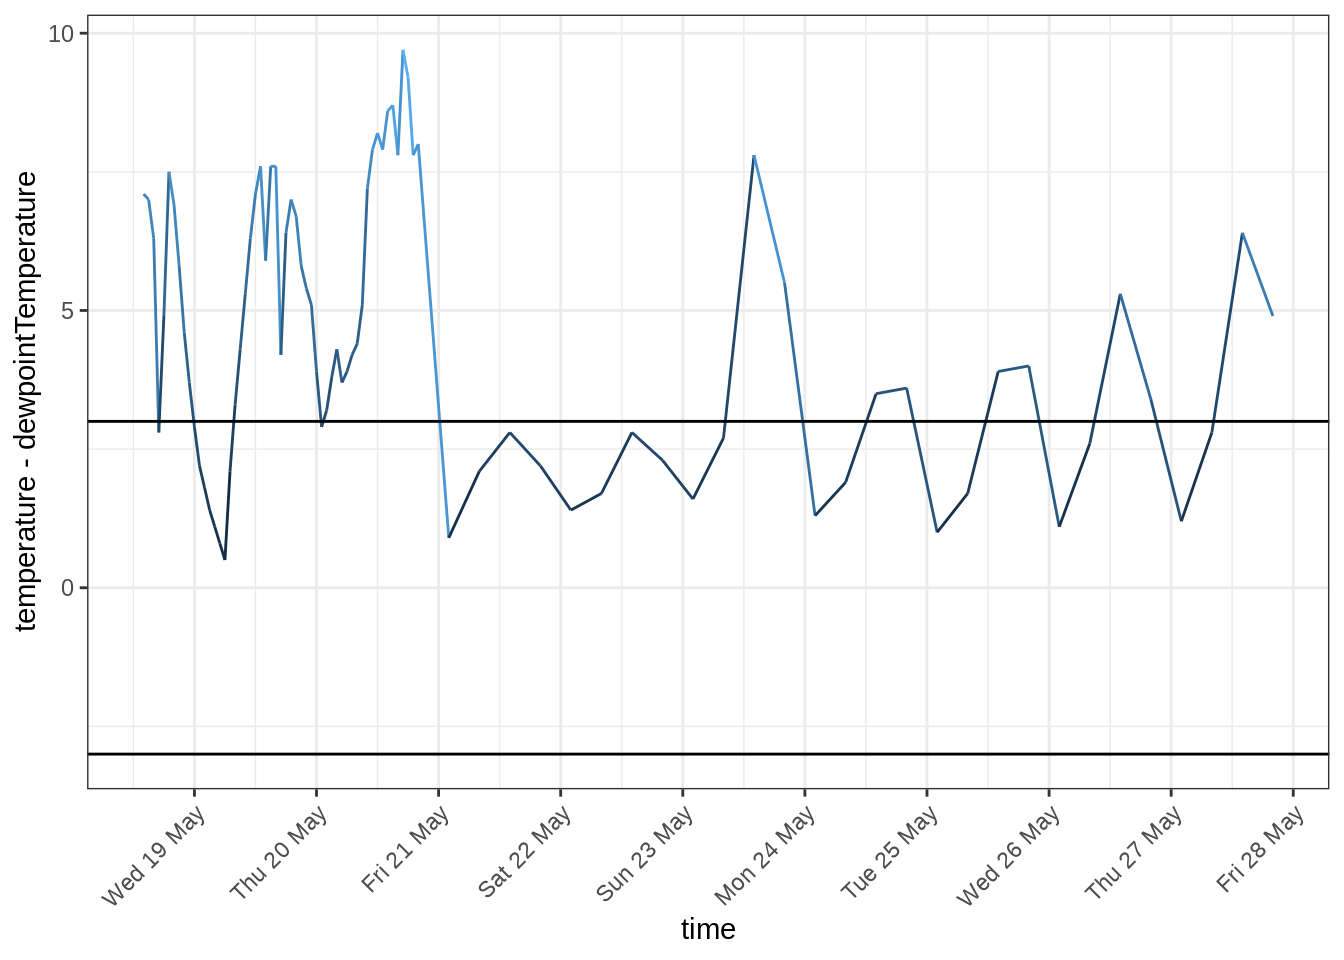 temperature - dewpointTemperature
10
5
0
Wed 19 May
Thu 20 May
Fri 21 May
Sat 22 May
Sun 23 May
Mon 24 May
Tue 25 May
Wed 26 May
Thu 27 May
Fri 28 May
time